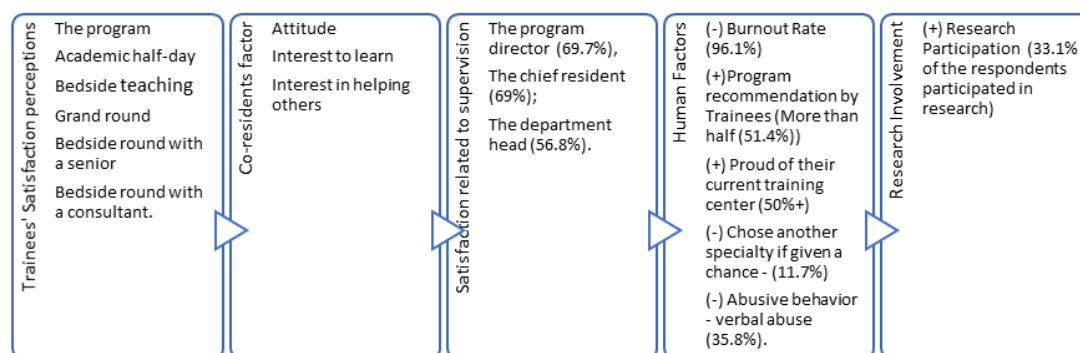 Trainees' Satisfaction perceptions
The program
Academic half-day
Bedside teaching
Grand round
Bedside round with
a senior
Bedside round with
a consultant.
Co-residents factor
Attitude
Interest to learn
Interest in helping
others
Satisfaction related to supervision
The program
director (69.7%),
The chief resident
(69%);
The department
head (56.8%).
Human Factors
(-) Burnout Rate
(96.1%)
(+)Program
recommendation by
Trainees (More than
half (51.4%))
(+) Proud of their
current training
center (50%+)
(-) Chose another
specialty if given a
chance - (11.7%)
(-) Abusive behavior
- verbal abuse
(35.8%).
Research Involvement
(+) Research
Participation (33.1%
of the respondents
participated in
research)